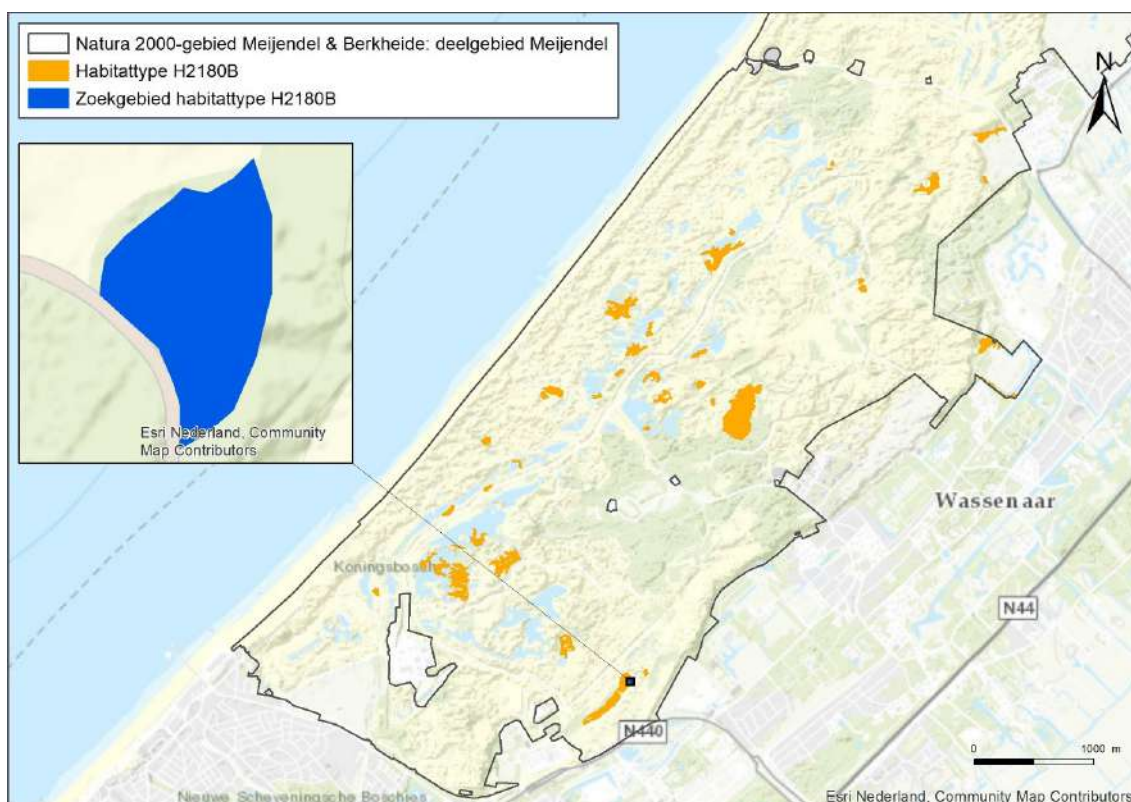 Natura 2000-gebied Meijendel & Berkheide: deelgebied Meijendel
Habitattype H2180B
Zoekgebied habitattype H2180B
N
Esri Nederland, Community
Map Contributors
Wassenaar
Koningsbosch
N44
N440
0 1000 m
Nieuwe Scheveningsche Boschjes
Esri Nederland, Community Map Contributors